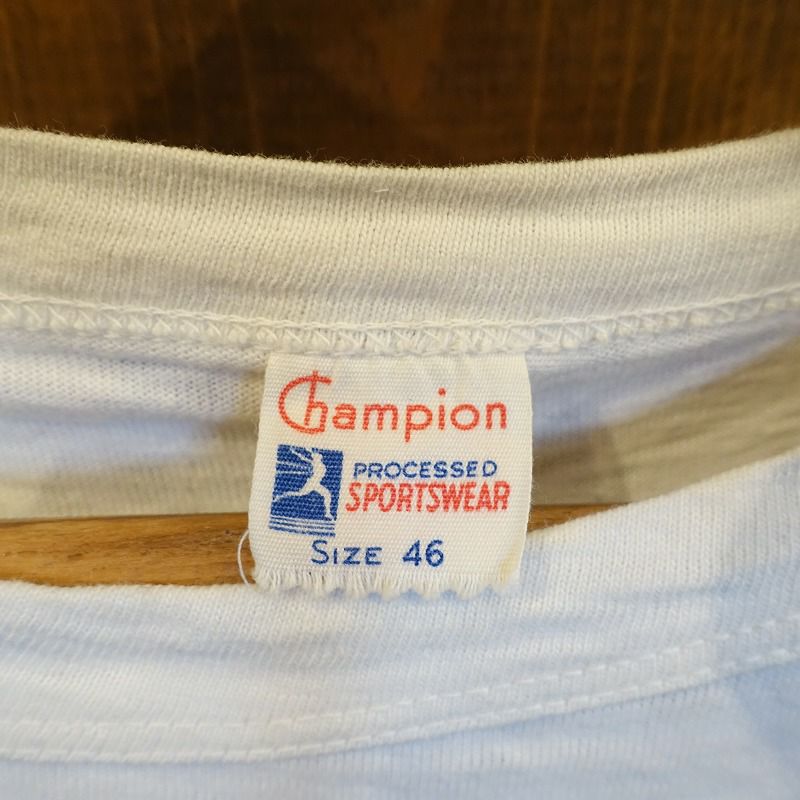 Champion
PROCESSED
SPORTSWEAR
SIZE 46